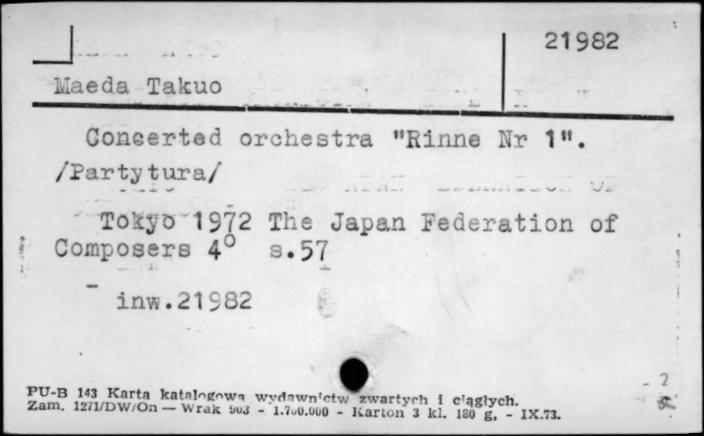 21982
Maeda Takuo
Concerted orchestra "Rinne Nr 1".
/Partytura/
Tokyo 1972 The Japan Federation of
Composers 4° s.57
inw.21982
- 2
PU-B 143 Karta katalogowa wydawnictw zwartych i ciągłych.
Zam. 1271/DW/On — Wrak 903 - 1.700.000 - Karton 3 kl. 180 g, - IX.73.